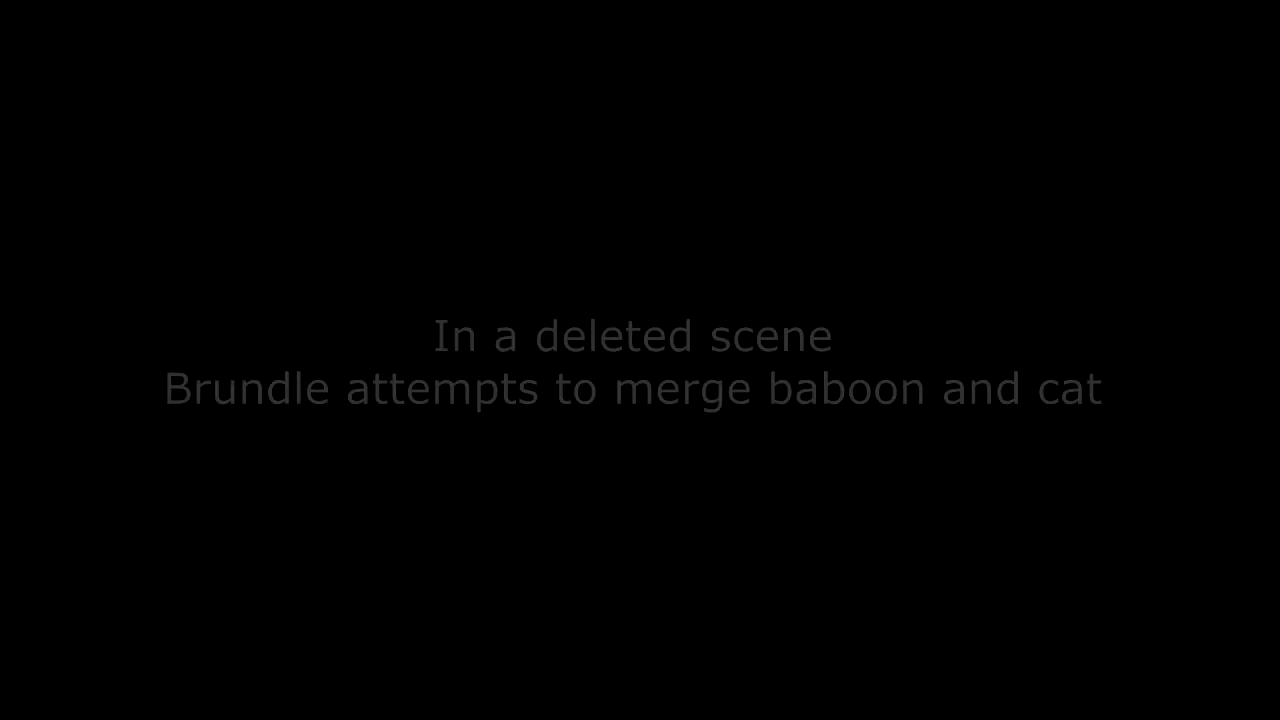 In a deleted scene
Brundle attempts to merge baboon and cat